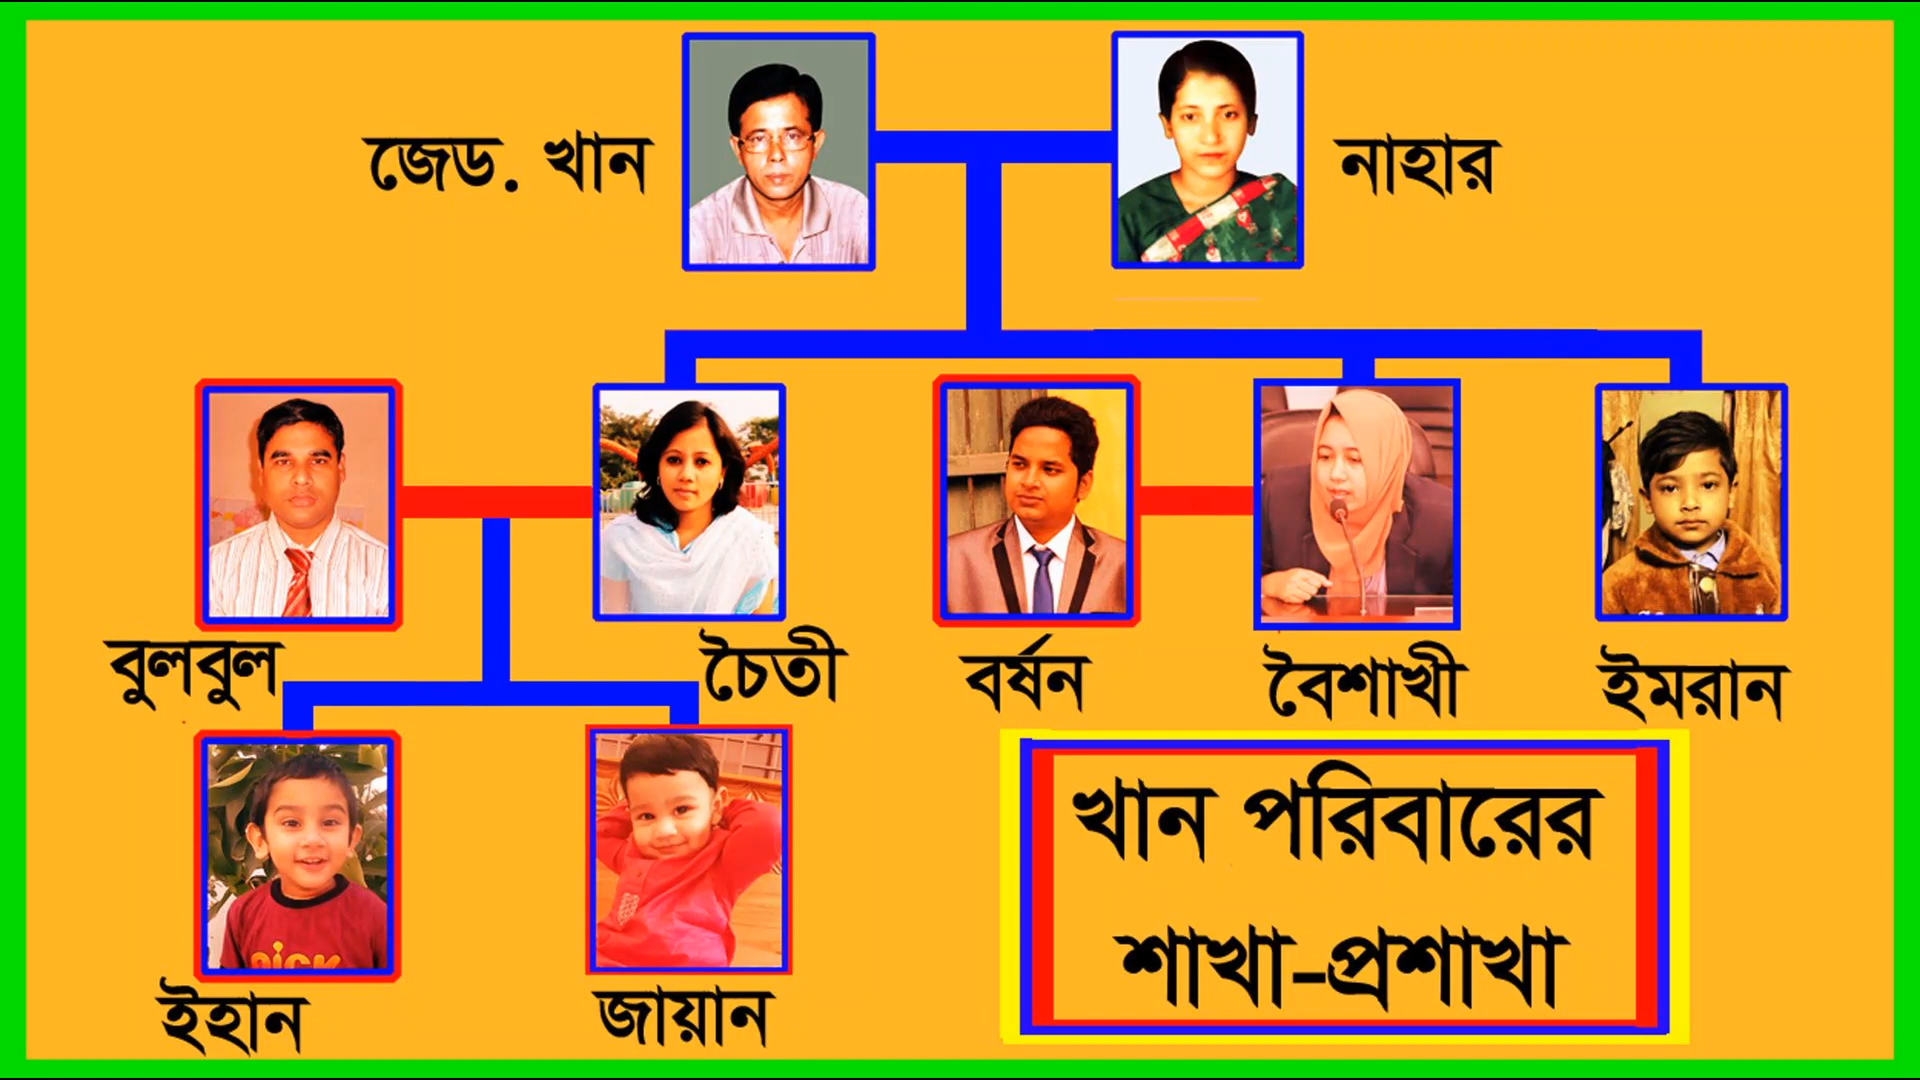 জেড. খান
নাহার
বুলবুল
চৈতী
বর্ষন
বৈশাখী
ইমরান
ইহান
জায়ান
খান পরিবারের
শাখা-প্রশাখা